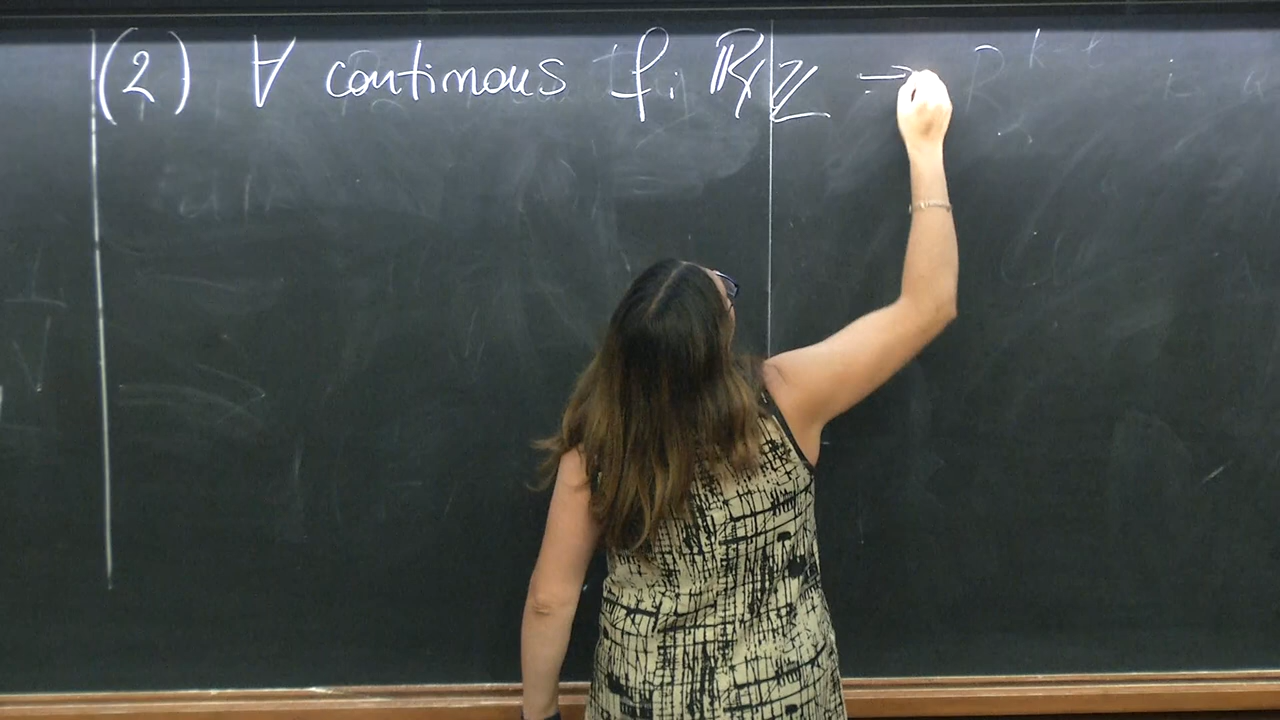 (2) ∀ continuous f: ℝ/ℤ →